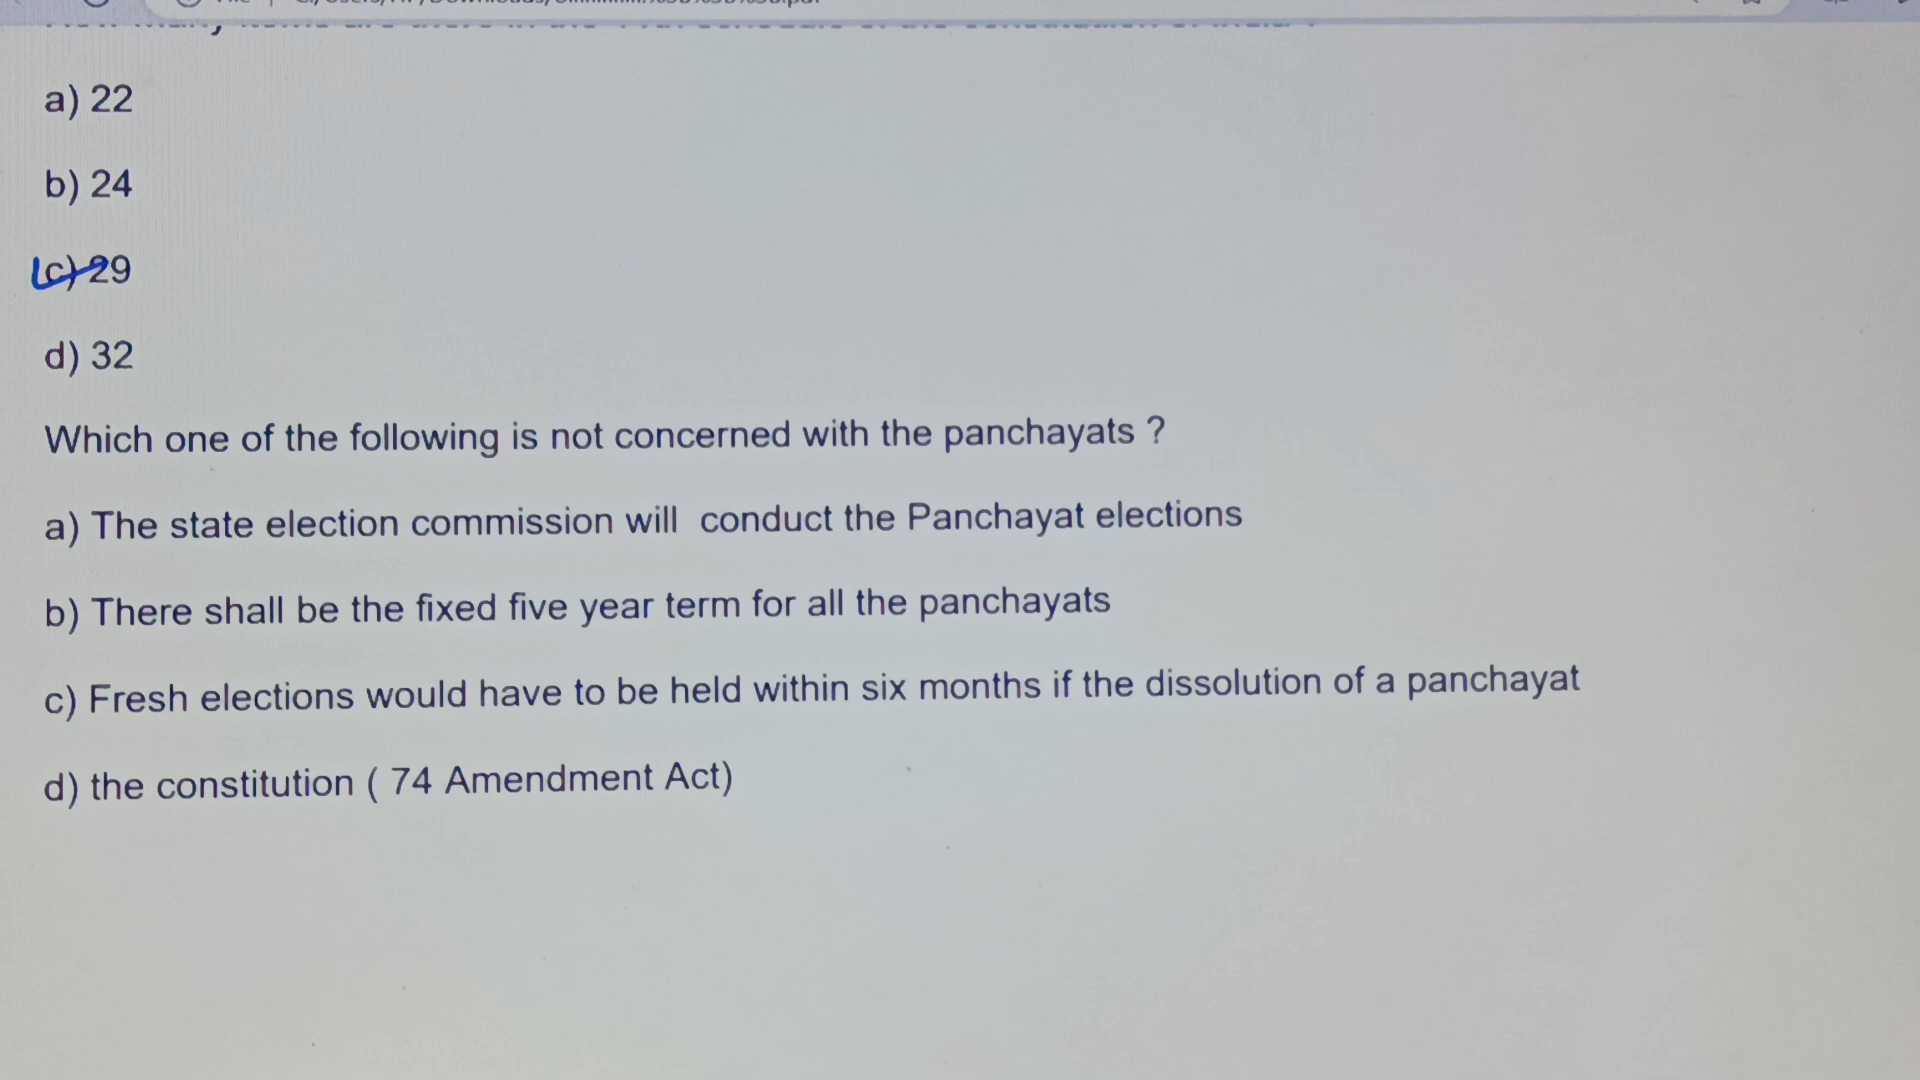 a) 22
b) 24
c) 29
d) 32
Which one of the following is not concerned with the panchayats ?
a) The state election commission will conduct the Panchayat elections
b) There shall be the fixed five year term for all the panchayats
c) Fresh elections would have to be held within six months if the dissolution of a panchayat
d) the constitution ( 74 Amendment Act)